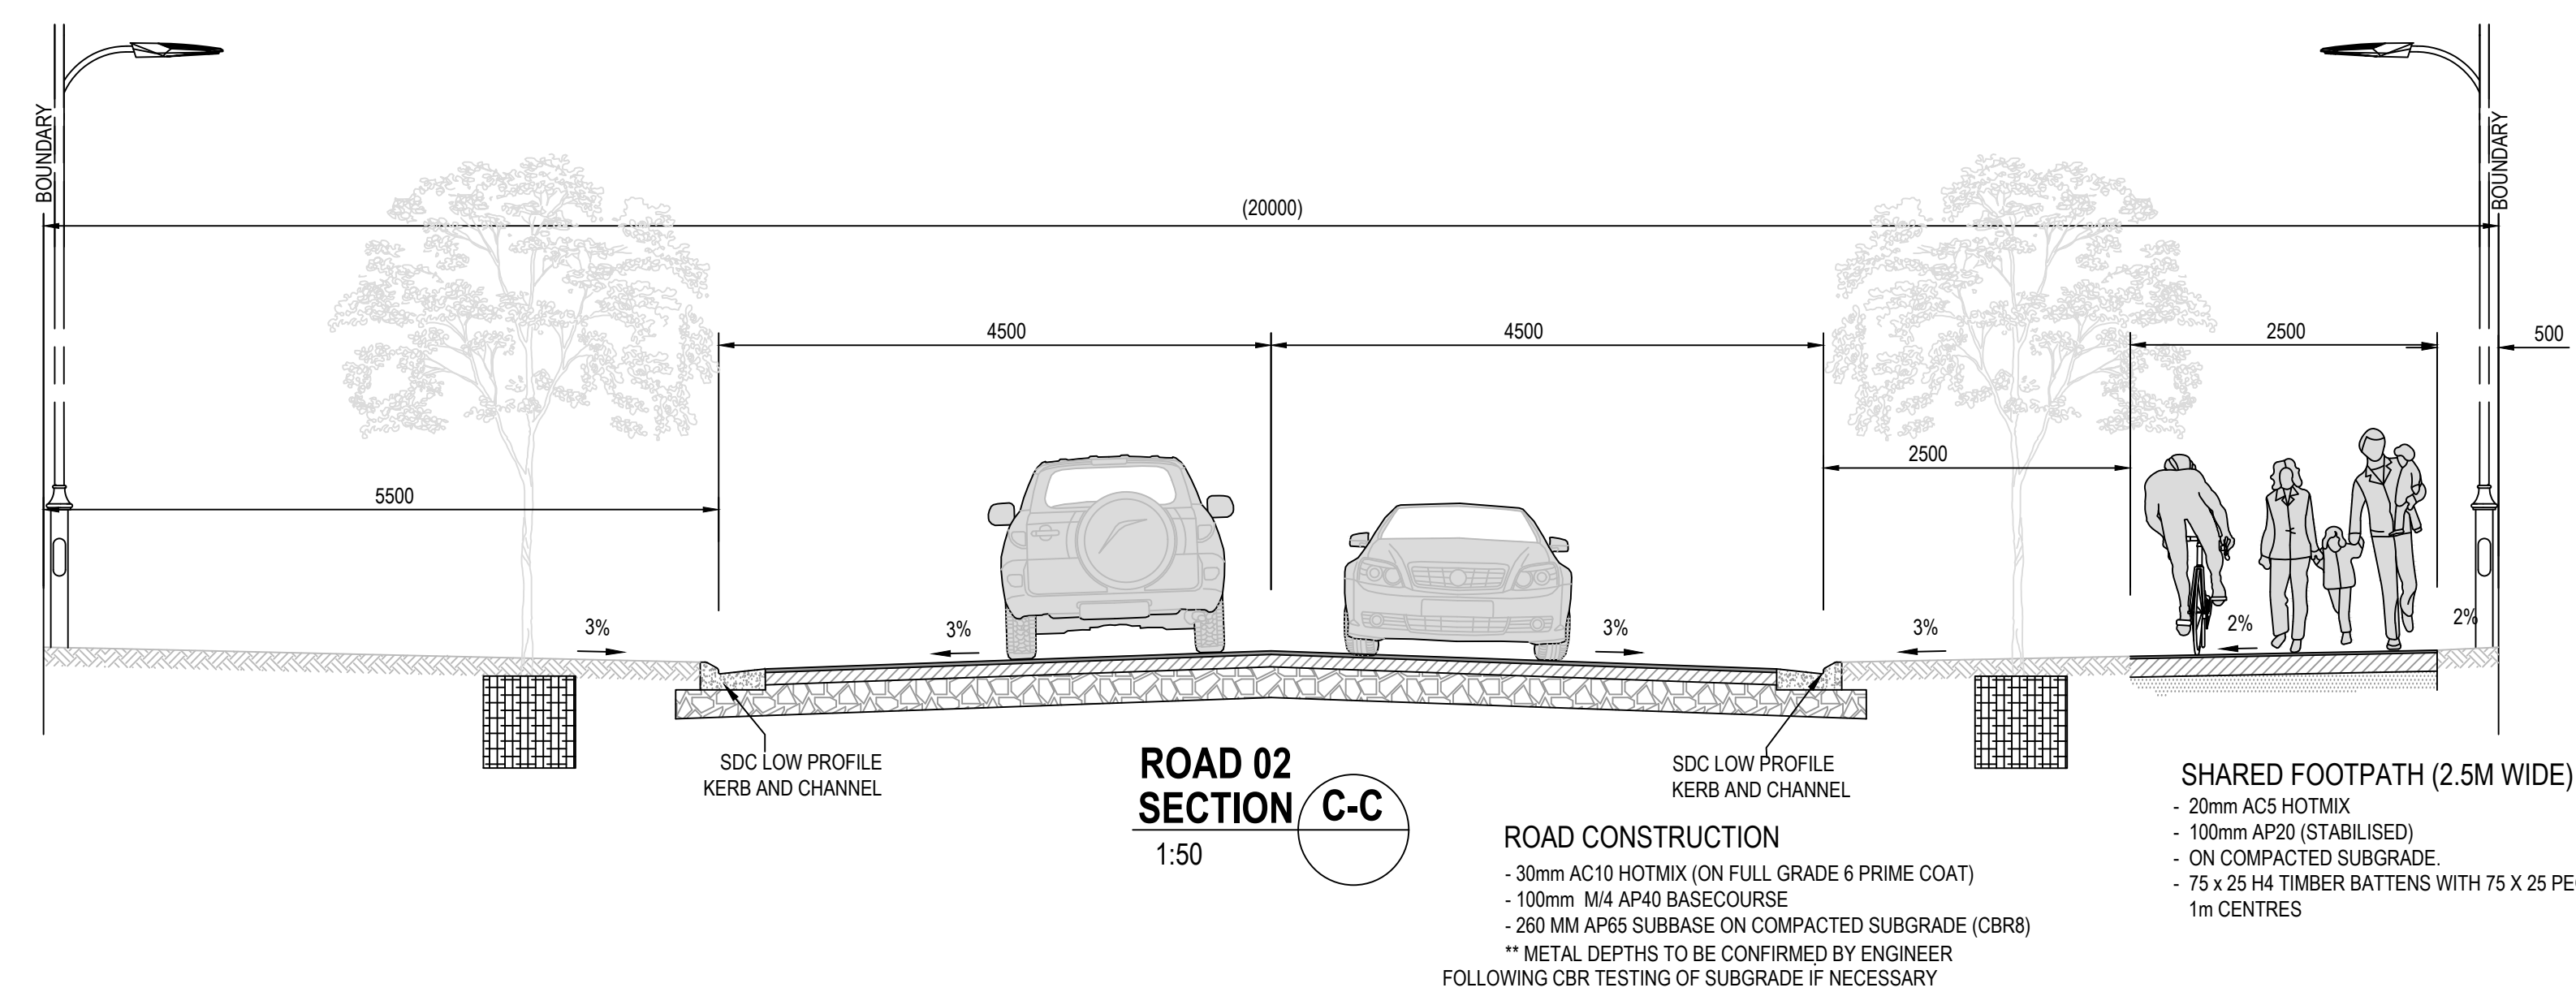 BOUNDARY
BOUNDARY
(20000)
4500
4500
2500
500
2500
5500
3%
3%
3%
3%
2%
2%
SDC LOW PROFILE
KERB AND CHANNEL
ROAD 02
SECTION
C-C
1:50
SDC LOW PROFILE
KERB AND CHANNEL
ROAD CONSTRUCTION
- 30mm AC10 HOTMIX (ON FULL GRADE 6 PRIME COAT)
- 100mm M/4 AP40 BASECOURSE
- 260 MM AP65 SUBBASE ON COMPACTED SUBGRADE (CBR8)
** METAL DEPTHS TO BE CONFIRMED BY ENGINEER
FOLLOWING CBR TESTING OF SUBGRADE IF NECESSARY
SHARED FOOTPATH (2.5M WIDE)
- 20mm AC5 HOTMIX
- 100mm AP20 (STABILISED)
- ON COMPACTED SUBGRADE.
- 75 x 25 H4 TIMBER BATTENS WITH 75 X 25
1m CENTRES